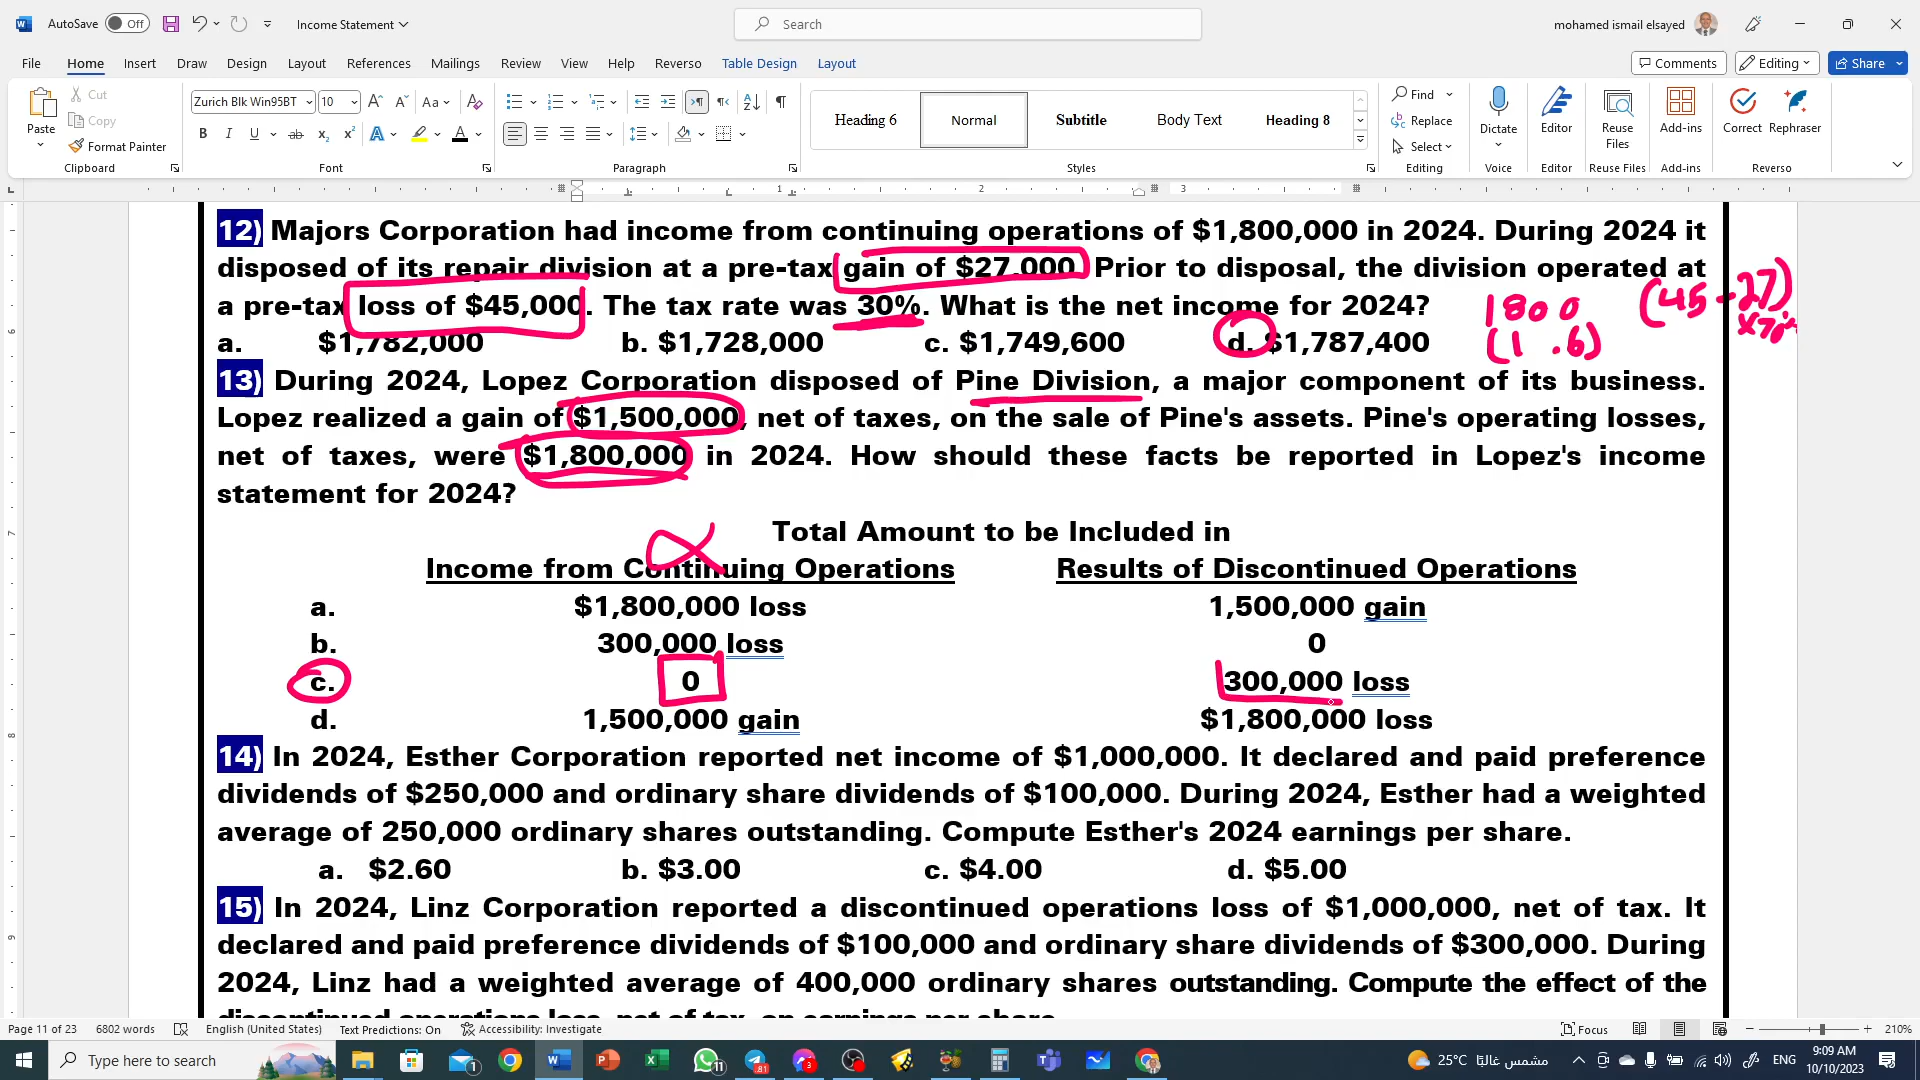 AutoSave Off Income Statement Search mohamed ismail elsayed
File Home Insert Draw Design Layout References Mailings Review View Help Reverso Table Design Layout Comments Editing Share
Paste Cut Copy Format Painter Clipboard
Zurich Blk Win95BT 10 Font
Paragraph
Heading 6 Normal Subtitle Body Text Heading 8 Styles
Find Replace Select Editing
Dictate Voice
Editor Editor
Reuse Files Reuse Files
Add-ins Add-ins
Correct Rephraser Reverso
1 2 3
12) Majors Corporation had income from continuing operations of $1,800,000 in 2024. During 2024 it
disposed of its repair division at a pre-tax gain of $27,000. Prior to disposal, the division operated at
a pre-tax loss of $45,000. The tax rate was 30%. What is the net income for 2024?
1800
(45 - 27)
a. $1,782,000 b. $1,728,000 c. $1,749,600 d. $1,787,400
13) During 2024, Lopez Corporation disposed of Pine Division, a major component of its business.
Lopez realized a gain of $1,500,000, net of taxes, on the sale of Pine's assets. Pine's operating losses,
net of taxes, were $1,800,000 in 2024. How should these facts be reported in Lopez's income
statement for 2024?
Total Amount to be Included in
Income from Continuing Operations Results of Discontinued Operations
a. $1,800,000 loss 1,500,000 gain
b. 300,000 loss 0
c. 0 300,000 loss
d. 1,500,000 gain $1,800,000 loss
14) In 2024, Esther Corporation reported net income of $1,000,000. It declared and paid preference
dividends of $250,000 and ordinary share dividends of $100,000. During 2024, Esther had a weighted
average of 250,000 ordinary shares outstanding. Compute Esther's 2024 earnings per share.
a. $2.60 b. $3.00 c. $4.00 d. $5.00
15) In 2024, Linz Corporation reported a discontinued operations loss of $1,000,000, net of tax. It
declared and paid preference dividends of $100,000 and ordinary share dividends of $300,000. During
2024, Linz had a weighted average of 400,000 ordinary shares outstanding. Compute the effect of the
discontinued operations loss, net of tax, on earnings per share.
Page 11 of 23 6802 words English (United States) Text Predictions: On Accessibility: Investigate Focus 210%
Type here to search 25°C مشمس غالبًا ENG 9:09 AM
10/10/2023